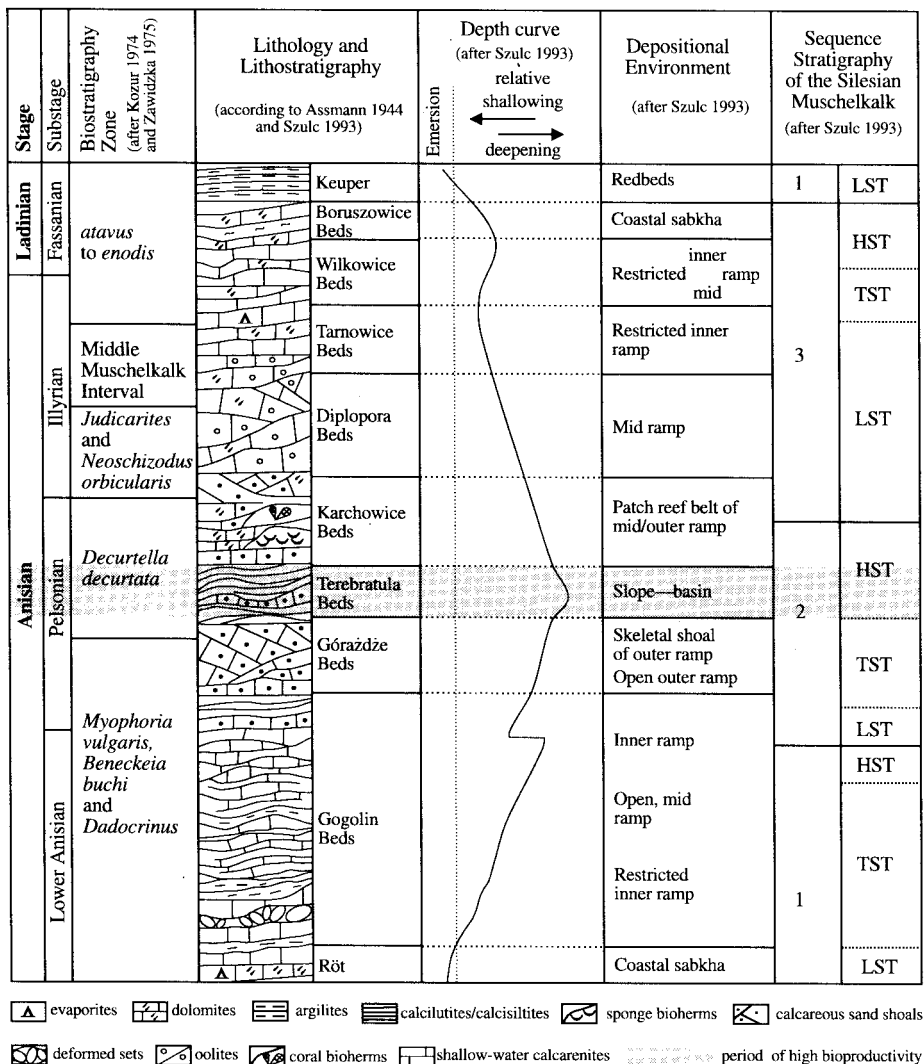 Stage
Substage
Biostratigraphy
Zone
(after Kozur 1974
and Zawidzka 1975)
Lithology and
Lithostratigraphy
(according to Assmann 1944
and Szulc 1993)
Depth curve
(after Szulc 1993)
relative
shallowing
deepening
Emersion
Depositional
Environment
(after Szulc 1993)
Sequence
Stratigraphy
of the Silesian
Muschelkalk
(after Szulc 1993)
Ladinian
Fassanian
Anisian
Illyrian
Pelsonian
Lower Anisian
atavus
to enodis
Middle
Muschelkalk
Interval
Judicarites
and
Neoschizodus
orbicularis
Decurtella
decurtata
Myophoria
vulgaris,
Beneckeia
buchi
and
Dadocrinus
Keuper
Boruszowice
Beds
Wilkowice
Beds
Tarnowice
Beds
Diplopora
Beds
Karchowice
Beds
Terebratula
Beds
Górażdże
Beds
Gogolin
Beds
Röt
Redbeds
Coastal sabkha
inner
Restricted ramp
mid
Restricted inner
ramp
Mid ramp
Patch reef belt of
mid/outer ramp
Slope—basin
Skeletal shoal
of outer ramp
Open outer ramp
Inner ramp
Open, mid
ramp
Restricted
inner ramp
Coastal sabkha
1
3
2
1
LST
HST
TST
LST
HST
TST
LST
HST
TST
LST
evaporites dolomites argilites calcilutites/calcisiltites sponge bioherms calcareous sand shoals
deformed sets oolites coral bioherms shallow-water calcarenites period of high bioproductivity